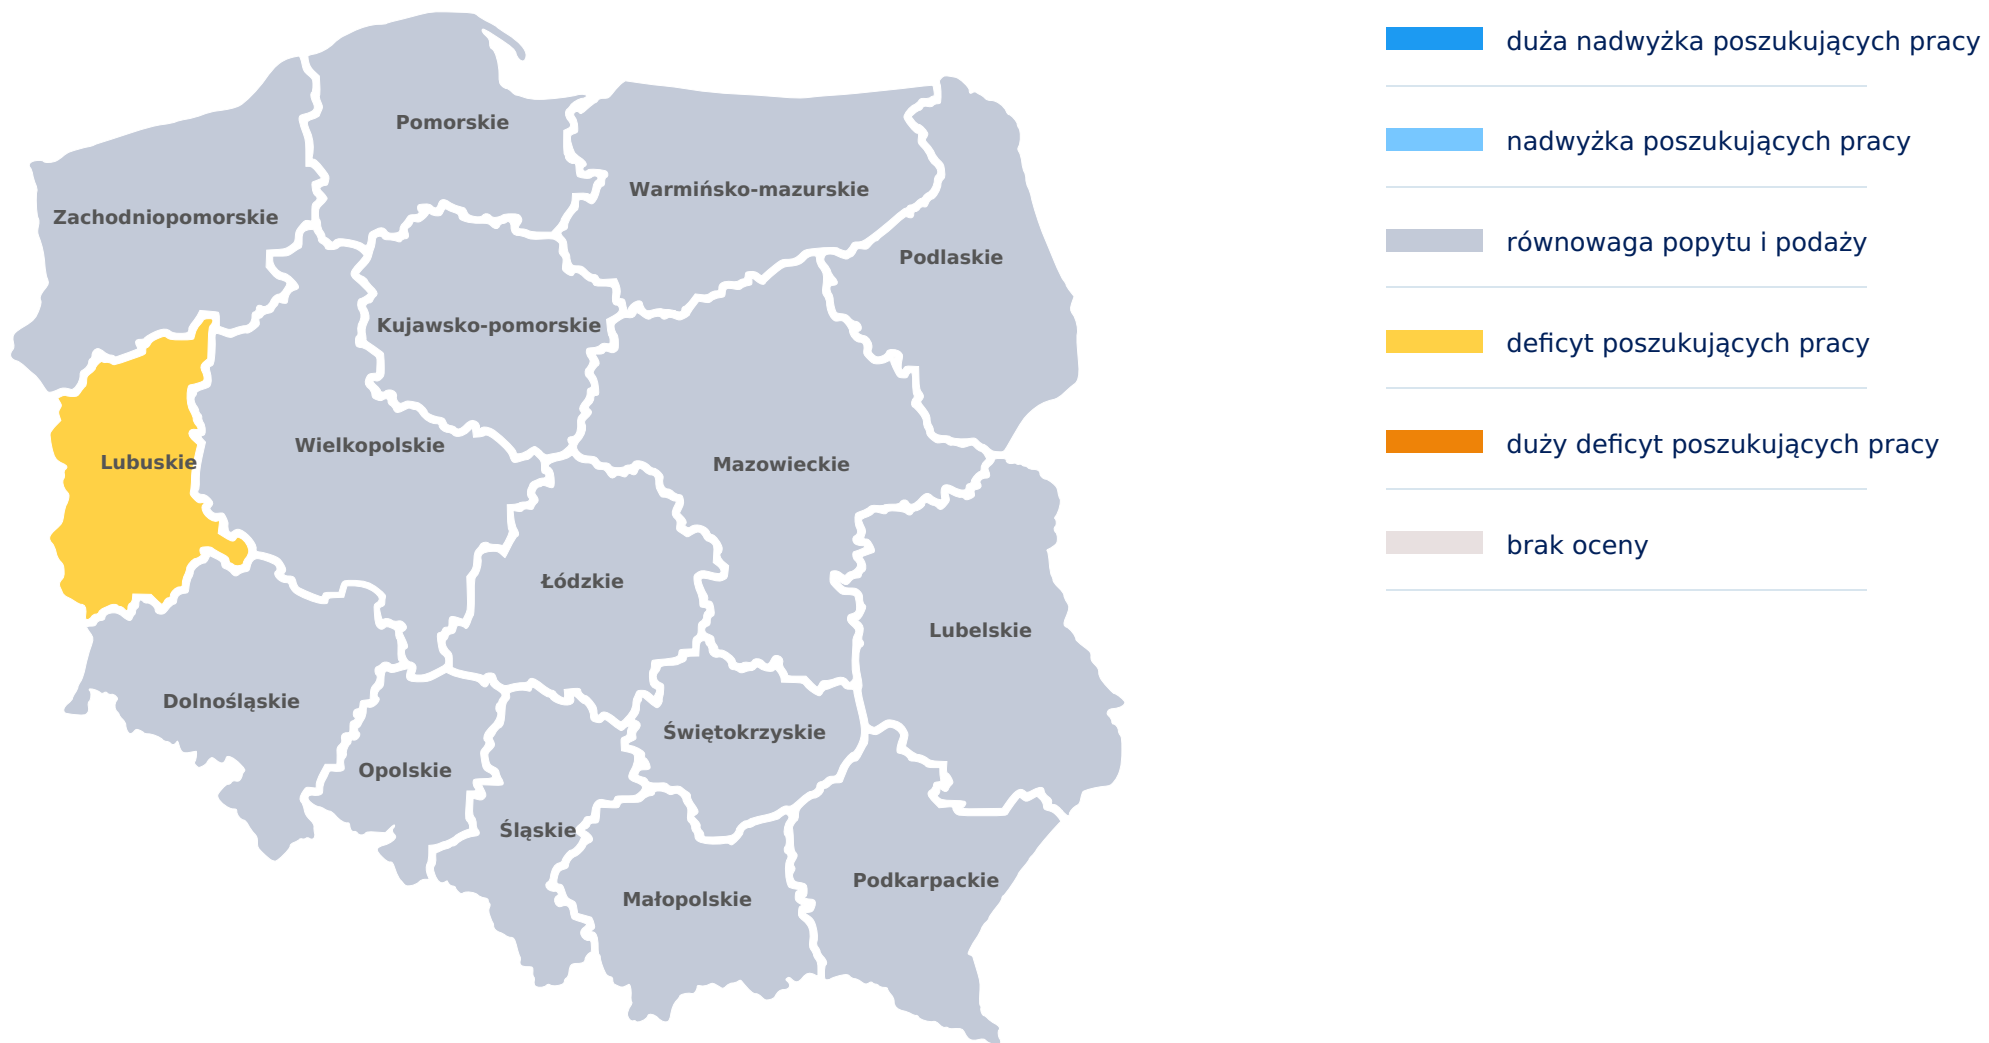 Pomorskie
Warmińsko-mazurskie
Zachodniopomorskie
Podlaskie
Kujawsko-pomorskie
Wielkopolskie
Lubuskie
Mazowieckie
Łódzkie
Lubelskie
Dolnośląskie
Świętokrzyskie
Opolskie
Śląskie
Podkarpackie
Małopolskie
duża nadwyżka poszukujących pracy
nadwyżka poszukujących pracy
równowaga popytu i podaży
deficyt poszukujących pracy
duży deficyt poszukujących pracy
brak oceny